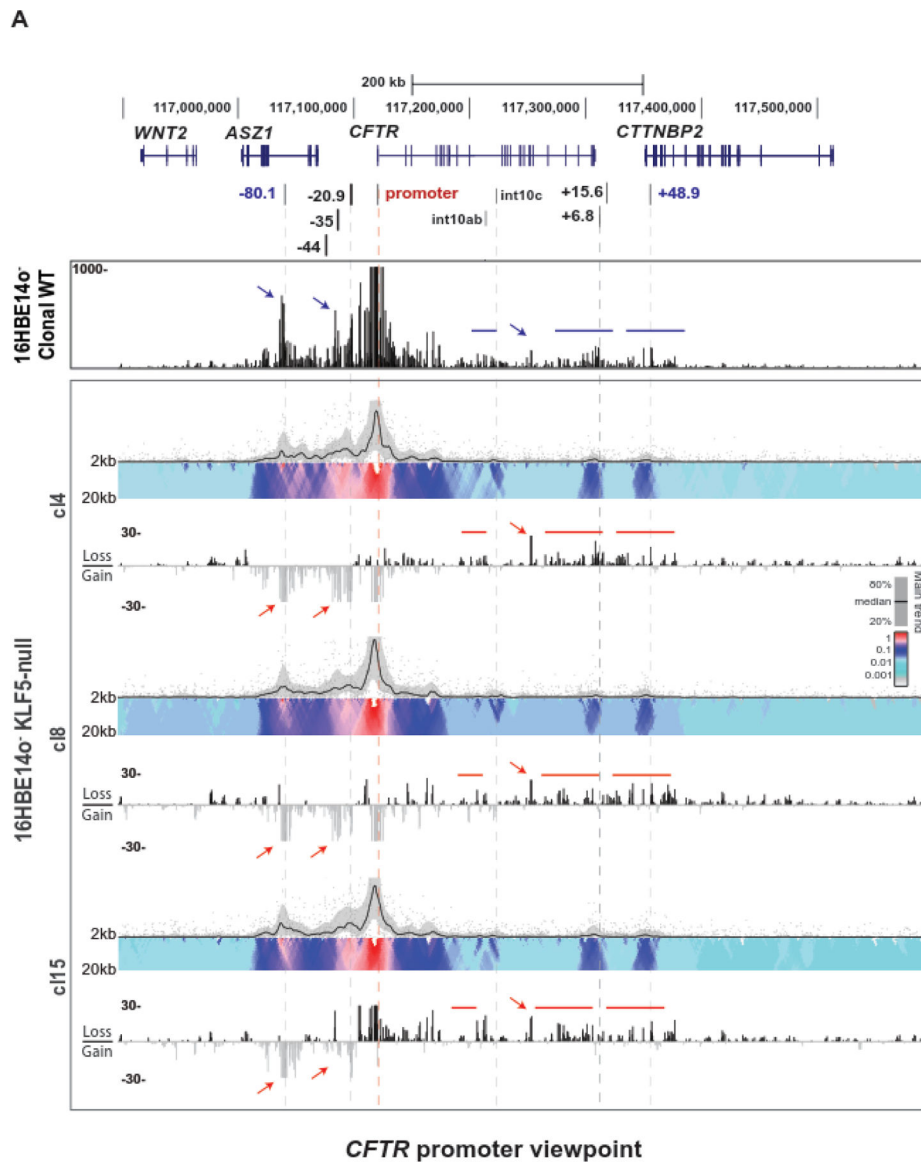 A
200 kb
117,000,000 117,100,000 117,200,000 117,300,000 117,400,000 117,500,000
WNT2 ASZ1 CFTR CTTNBP2
-80.1 -20.9 promoter int10c +15.6 +48.9
-35 int10ab +6.8
-44
16HBE14o-
Clonal WT
1000-
16HBE14o- KLF5-null
cl4
2kb
20kb
30-
Loss
Gain
-30-
80%
median
20%
Main trend
1
0.1
0.01
0.001
cl8
2kb
20kb
30-
Loss
Gain
-30-
cl15
2kb
20kb
30-
Loss
Gain
-30-
CFTR promoter viewpoint